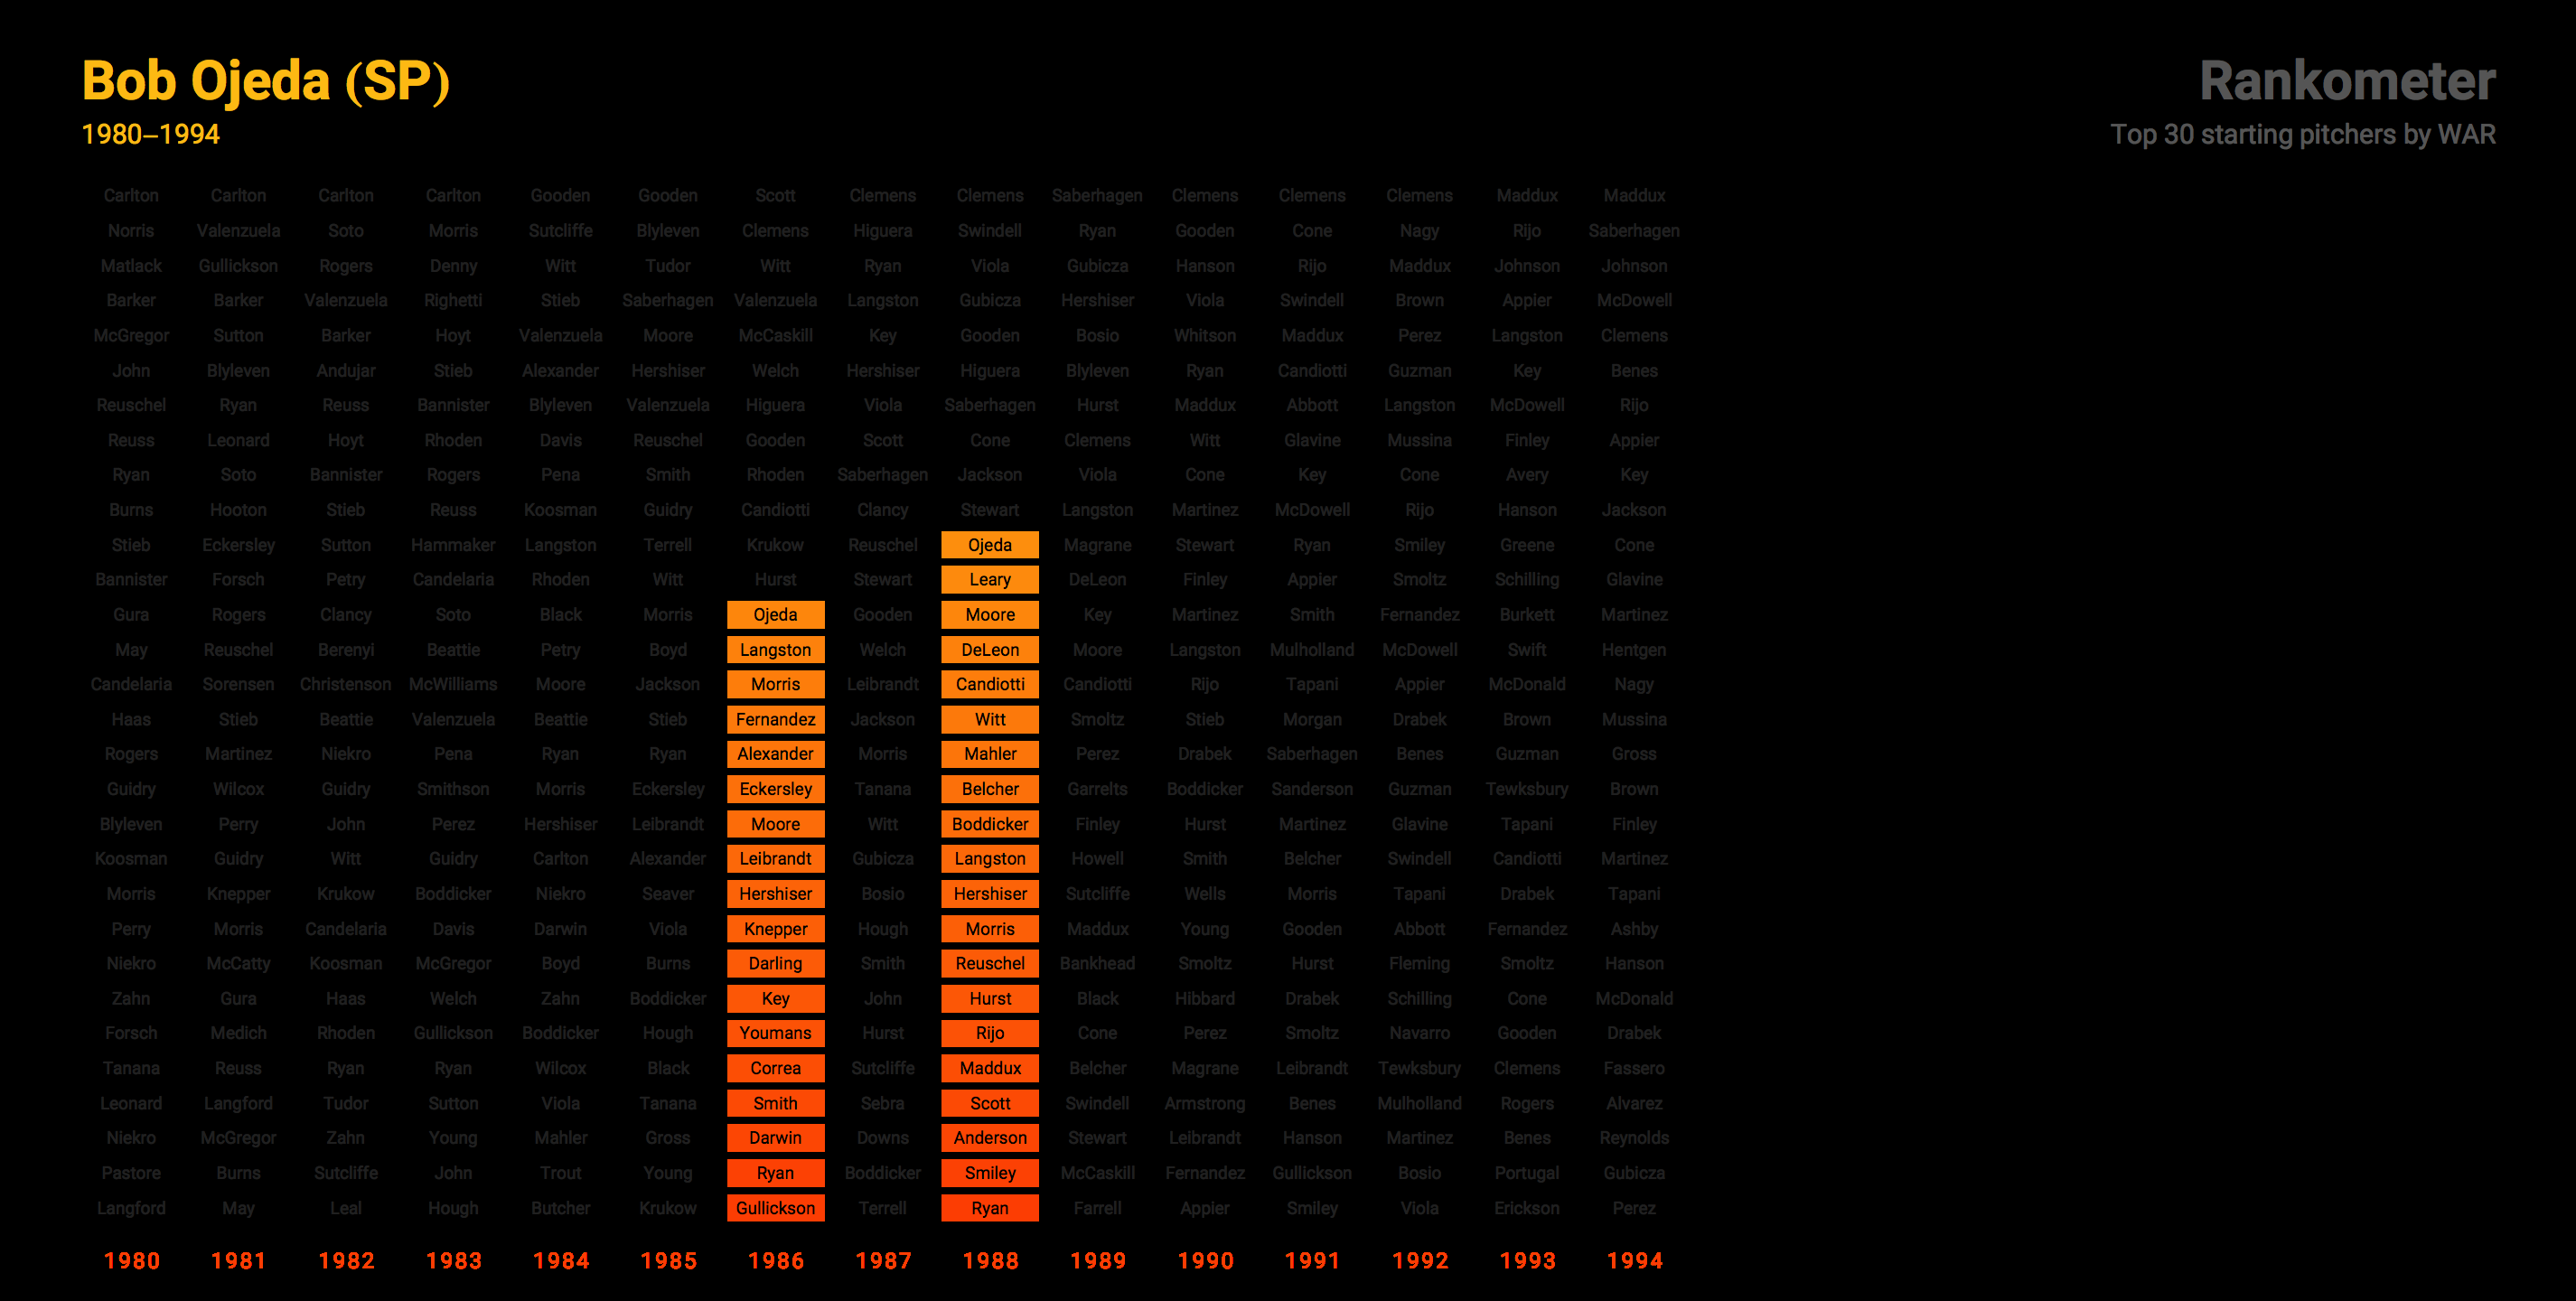 Bob Ojeda (SP)
Rankometer
1980–1994
Top 30 starting pitchers by WAR
Carlton Carlton Carlton Carlton Gooden Gooden Scott Clemens Clemens Saberhagen Clemens Clemens Clemens Maddux Maddux
Norris Valenzuela Soto Morris Sutcliffe Blyleven Clemens Higuera Swindell Ryan Gooden Cone Nagy Rijo Saberhagen
Matlack Gullickson Rogers Denny Witt Tudor Witt Ryan Viola Gubicza Hanson Rijo Maddux Johnson Johnson
Barker Barker Valenzuela Righetti Stieb Saberhagen Valenzuela Langston Gubicza Hershiser Viola Swindell Brown Appier McDowell
McGregor Sutton Barker Hoyt Valenzuela Moore McCaskill Key Gooden Bosio Whitson Maddux Perez Langston Clemens
John Blyleven Andujar Stieb Alexander Hershiser Welch Hershiser Higuera Blyleven Ryan Candiotti Guzman Key Benes
Reuschel Ryan Reuss Bannister Blyleven Valenzuela Higuera Viola Saberhagen Hurst Maddux Abbott Langston McDowell Rijo
Reuss Leonard Hoyt Rhoden Davis Reuschel Gooden Scott Cone Clemens Witt Glavine Mussina Finley Appier
Ryan Soto Bannister Rogers Pena Smith Rhoden Saberhagen Jackson Viola Cone Key Cone Avery Key
Burns Hooton Stieb Reuss Koosman Guidry Candiotti Clancy Stewart Langston Martinez McDowell Rijo Hanson Jackson
Stieb Eckersley Sutton Hammaker Langston Terrell Krukow Reuschel Ojeda Magrane Stewart Ryan Smiley Greene Cone
Bannister Forsch Petry Candelaria Rhoden Witt Hurst Stewart Leary DeLeon Finley Appier Smoltz Schilling Glavine
Gura Rogers Clancy Soto Black Morris Ojeda Gooden Moore Key Martinez Smith Fernandez Burkett Martinez
May Reuschel Berenyi Beattie Petry Boyd Langston Welch DeLeon Moore Langston Mulholland McDowell Swift Hentgen
Candelaria Sorensen Christenson McWilliams Moore Jackson Morris Leibrandt Candiotti Candiotti Rijo Tapani Appier McDonald Nagy
Haas Stieb Beattie Valenzuela Beattie Stieb Fernandez Jackson Witt Smoltz Stieb Morgan Drabek Brown Mussina
Rogers Martinez Niekro Pena Ryan Ryan Alexander Morris Mahler Perez Drabek Saberhagen Benes Guzman Gross
Guidry Wilcox Guidry Smithson Morris Eckersley Eckersley Tanana Belcher Garrelts Boddicker Sanderson Guzman Tewksbury Brown
Blyleven Perry John Perez Hershiser Leibrandt Moore Witt Boddicker Finley Hurst Martinez Glavine Tapani Finley
Koosman Guidry Witt Guidry Carlton Alexander Leibrandt Gubicza Langston Howell Smith Belcher Swindell Candiotti Martinez
Morris Knepper Krukow Boddicker Niekro Seaver Hershiser Bosio Hershiser Sutcliffe Wells Morris Tapani Drabek Tapani
Perry Morris Candelaria Davis Darwin Viola Knepper Hough Morris Maddux Young Gooden Abbott Fernandez Ashby
Niekro McCatty Koosman McGregor Boyd Burns Darling Smith Reuschel Bankhead Smoltz Hurst Fleming Smoltz Hanson
Zahn Gura Haas Welch Zahn Boddicker Key John Hurst Black Hibbard Drabek Schilling Cone McDonald
Forsch Medich Rhoden Gullickson Boddicker Hough Youmans Hurst Rijo Cone Perez Smoltz Navarro Gooden Drabek
Tanana Reuss Ryan Ryan Wilcox Black Correa Sutcliffe Maddux Belcher Magrane Leibrandt Tewksbury Clemens Fassero
Leonard Langford Tudor Sutton Viola Tanana Smith Sebra Scott Swindell Armstrong Benes Mulholland Rogers Alvarez
Niekro McGregor Zahn Young Mahler Gross Darwin Downs Anderson Stewart Leibrandt Hanson Martinez Benes Reynolds
Pastore Burns Sutcliffe John Trout Young Ryan Boddicker Smiley McCaskill Fernandez Gullickson Bosio Portugal Gubicza
Langford May Leal Hough Butcher Krukow Gullickson Terrell Ryan Farrell Appier Smiley Viola Erickson Perez
1980 1981 1982 1983 1984 1985 1986 1987 1988 1989 1990 1991 1992 1993 1994